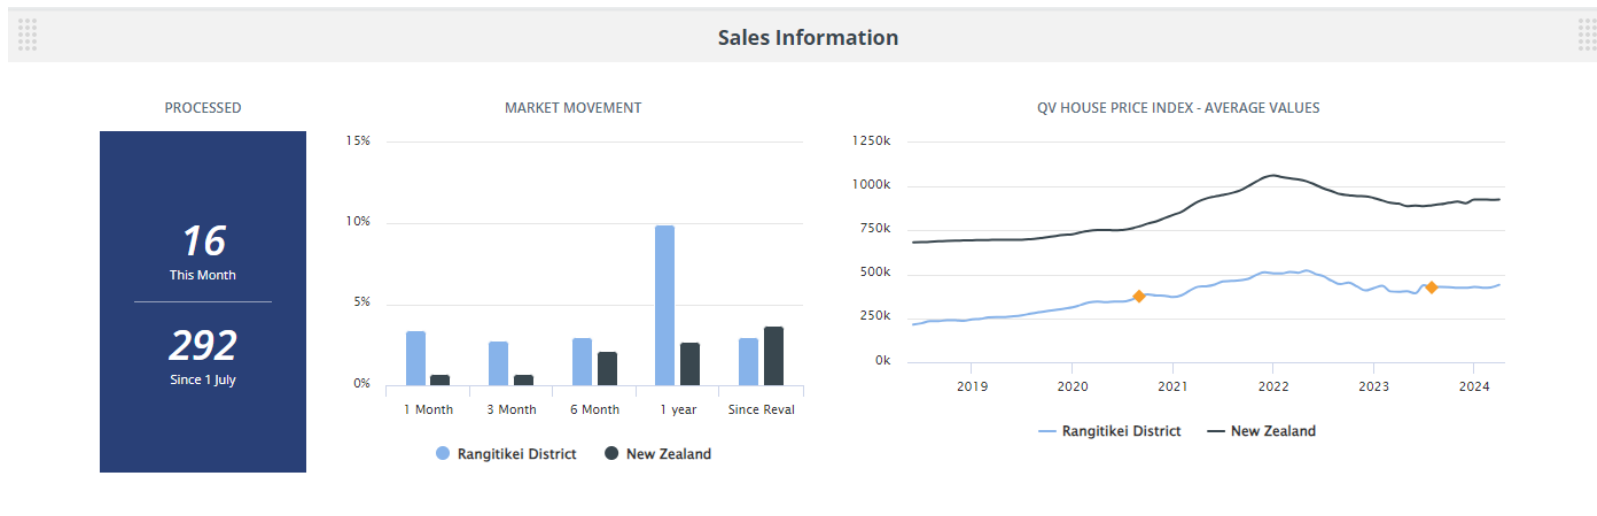 Sales Information
PROCESSED
16
This Month
292
Since 1 July
MARKET MOVEMENT
15%
10%
5%
0%
1 Month 3 Month 6 Month 1 year Since Reval
Rangitikei District New Zealand
QV HOUSE PRICE INDEX - AVERAGE VALUES
1250k
1000k
750k
500k
250k
0k
2019 2020 2021 2022 2023 2024
Rangitikei District New Zealand